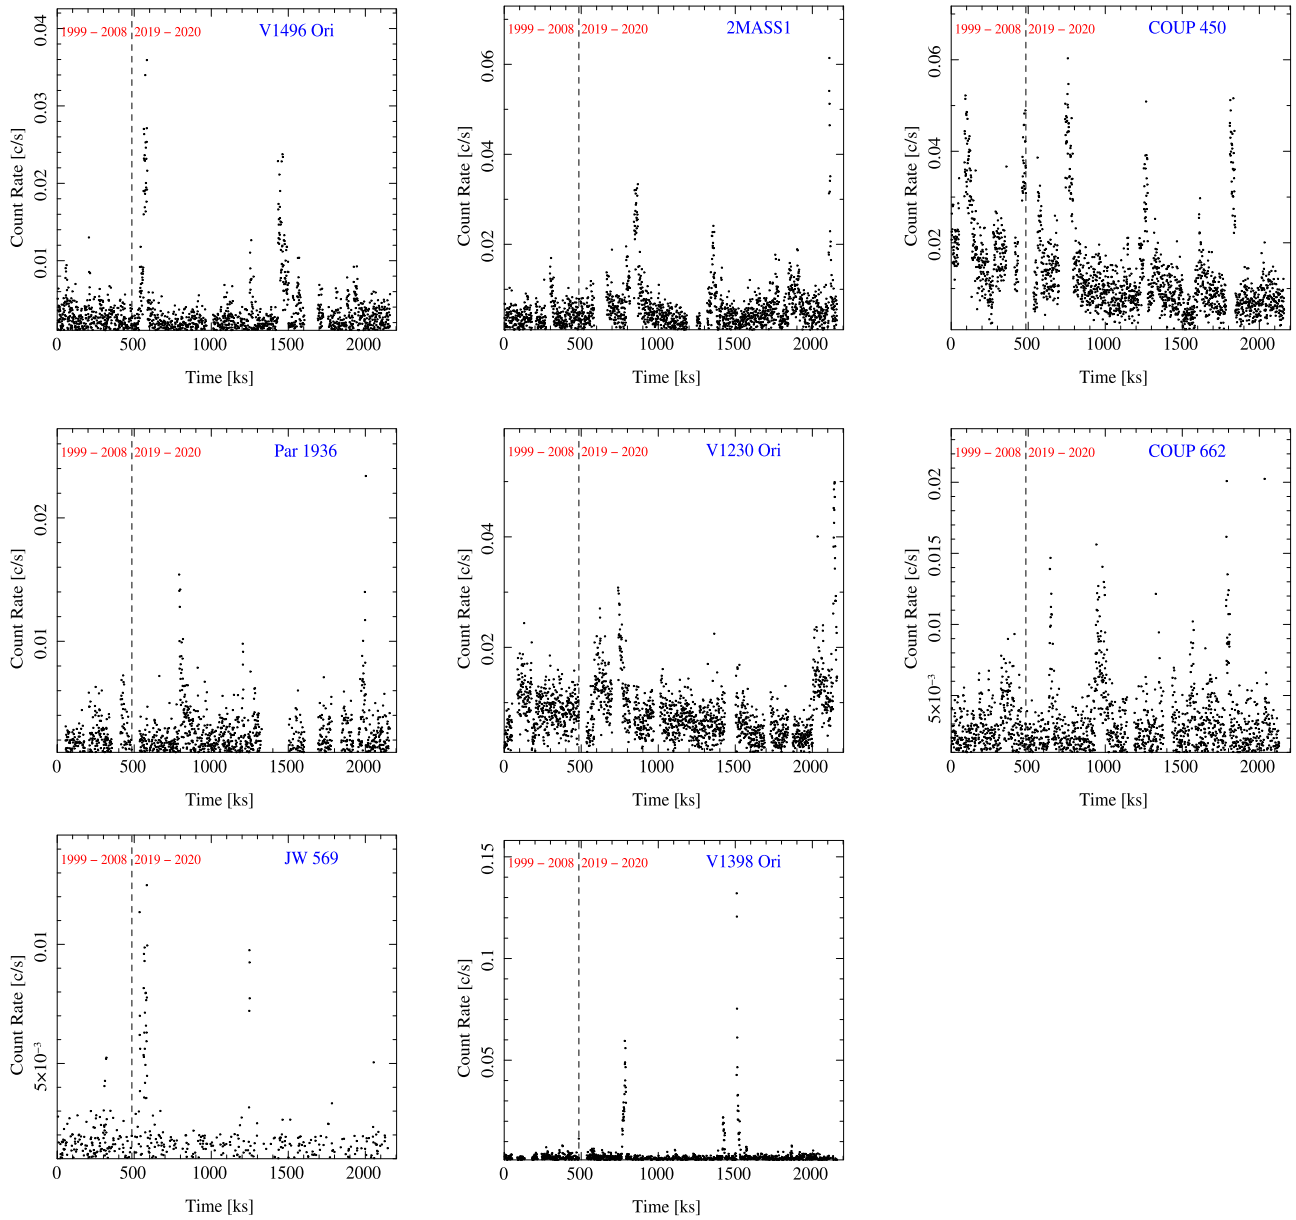 1999 – 2008 2019 – 2020 V1496 Ori
0.04
0.03
0.02
0.01
Count Rate [c/s]
0 500 1000 1500 2000
Time [ks]
1999 – 2008 2019 – 2020 2MASS1
0.06
0.04
0.02
Count Rate [c/s]
0 500 1000 1500 2000
Time [ks]
1999 – 2008 2019 – 2020 COUP 450
0.06
0.04
0.02
Count Rate [c/s]
0 500 1000 1500 2000
Time [ks]
1999 – 2008 2019 – 2020 Par 1936
0.02
0.01
Count Rate [c/s]
0 500 1000 1500 2000
Time [ks]
1999 – 2008 2019 – 2020 V1230 Ori
0.04
0.02
Count Rate [c/s]
0 500 1000 1500 2000
Time [ks]
1999 – 2008 2019 – 2020 COUP 662
0.02
0.015
0.01
5×10⁻³
Count Rate [c/s]
0 500 1000 1500 2000
Time [ks]
1999 – 2008 2019 – 2020 JW 569
0.01
5×10⁻³
Count Rate [c/s]
0 500 1000 1500 2000
Time [ks]
1999 – 2008 2019 – 2020 V1398 Ori
0.15
0.1
0.05
Count Rate [c/s]
0 500 1000 1500 2000
Time [ks]